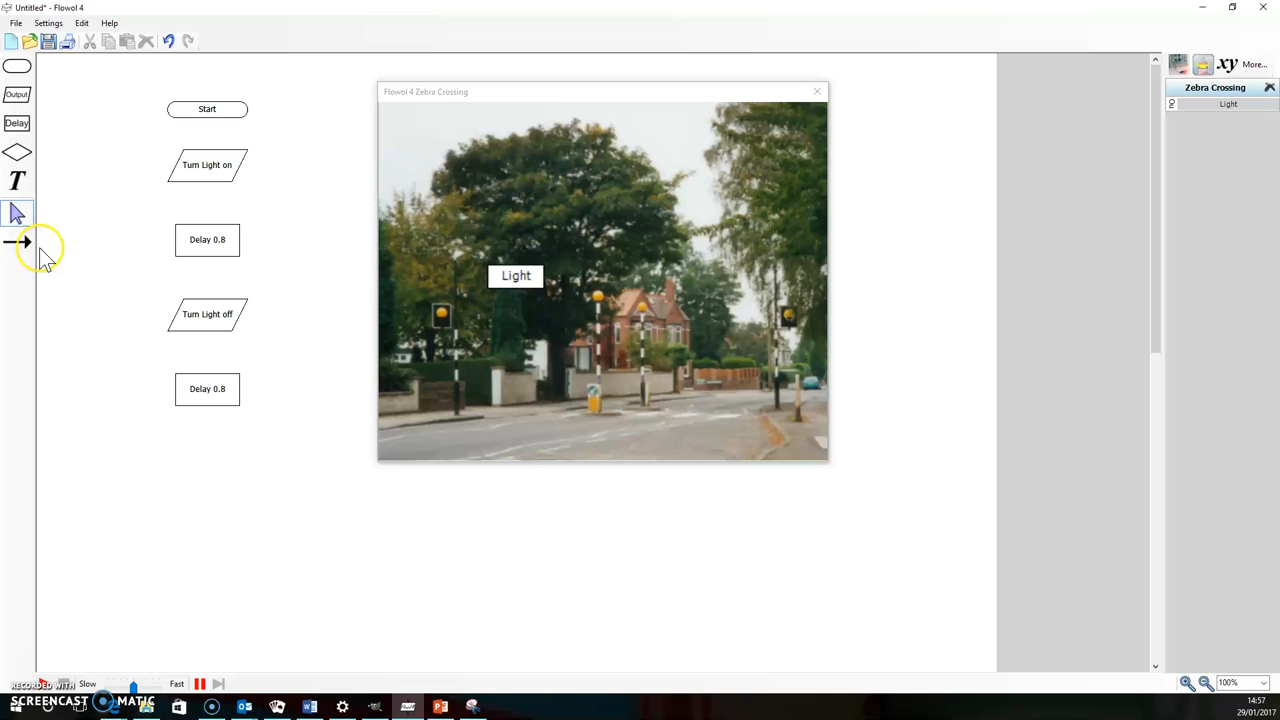 Untitled* - Flowol 4
File Settings Edit Help
xy More...
Output
Delay
T
Start
Turn Light on
Delay 0.8
Turn Light off
Delay 0.8
Flowol 4 Zebra Crossing
Light
Zebra Crossing
Light
Slow Fast
100%
RECORDED WITH
SCREENCAST MATIC
14:57
29/01/2017